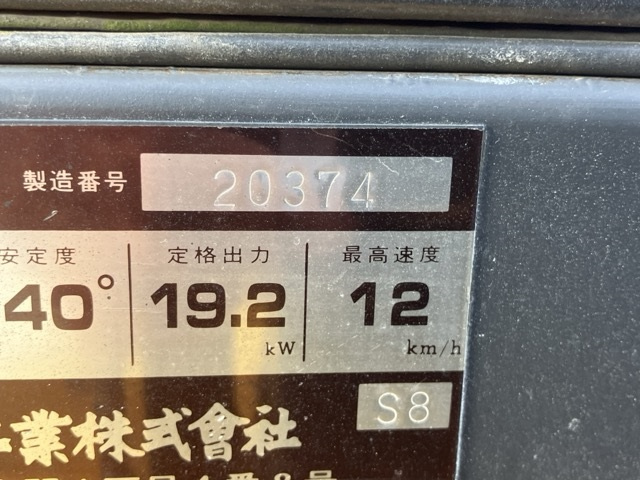 製造番号 20374
安定度 定格出力 最高速度
40° 19.2 12
kW km/h
S8
業株式會社